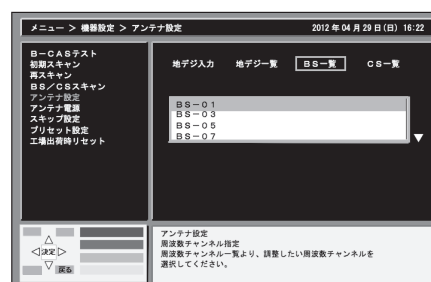 メニュー ＞ 機器設定 ＞ アンテナ設定
2012 年 04 月 29 日(日) 16:22
Ｂ－ＣＡＳテスト
初期スキャン
再スキャン
ＢＳ／ＣＳスキャン
アンテナ設定
アンテナ電源
スキップ設定
プリセット設定
工場出荷時リセット
地デジ入力 地デジ一覧 ＢＳ一覧 ＣＳ一覧
ＢＳ－０１
ＢＳ－０３
ＢＳ－０５
ＢＳ－０７
▼
△
◁決定▷
▽ 戻る
アンテナ設定
周波数チャンネル指定
周波数チャンネル一覧より、調整したい周波数チャンネルを
選択してください。